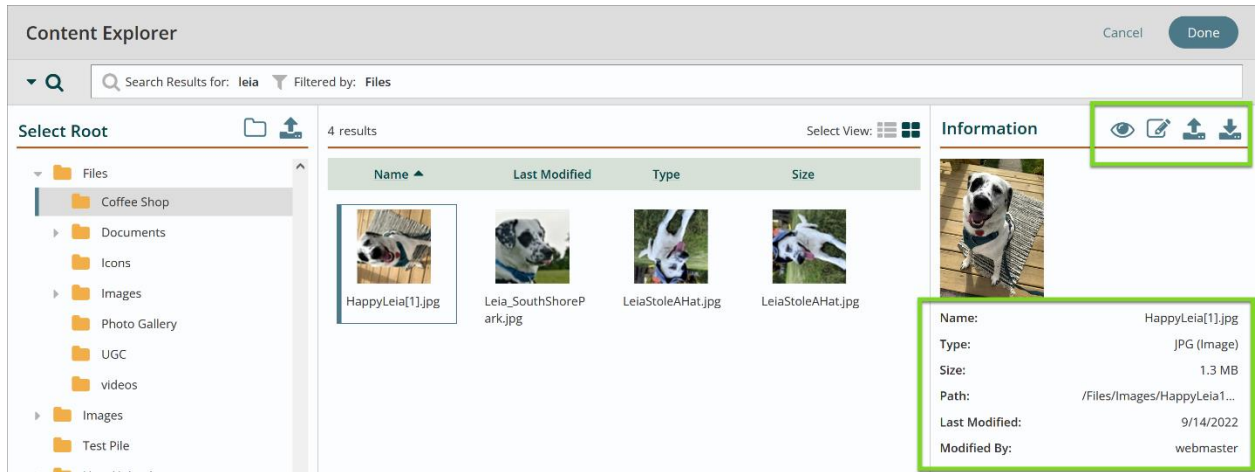 Content Explorer
Cancel
Done
Search Results for: leia Filtered by: Files
Select Root
4 results
Select View:
Information
Files
Coffee Shop
Documents
Icons
Images
Photo Gallery
UGC
videos
Images
Test Pile
Name Last Modified Type Size
HappyLeia[1].jpg
Leia_SouthShoreP
ark.jpg
LeiaStoleAHat.jpg
LeiaStoleAHat.jpg
Name: HappyLeia[1].jpg
Type: JPG (Image)
Size: 1.3 MB
Path: /Files/Images/HappyLeia1...
Last Modified: 9/14/2022
Modified By: webmaster